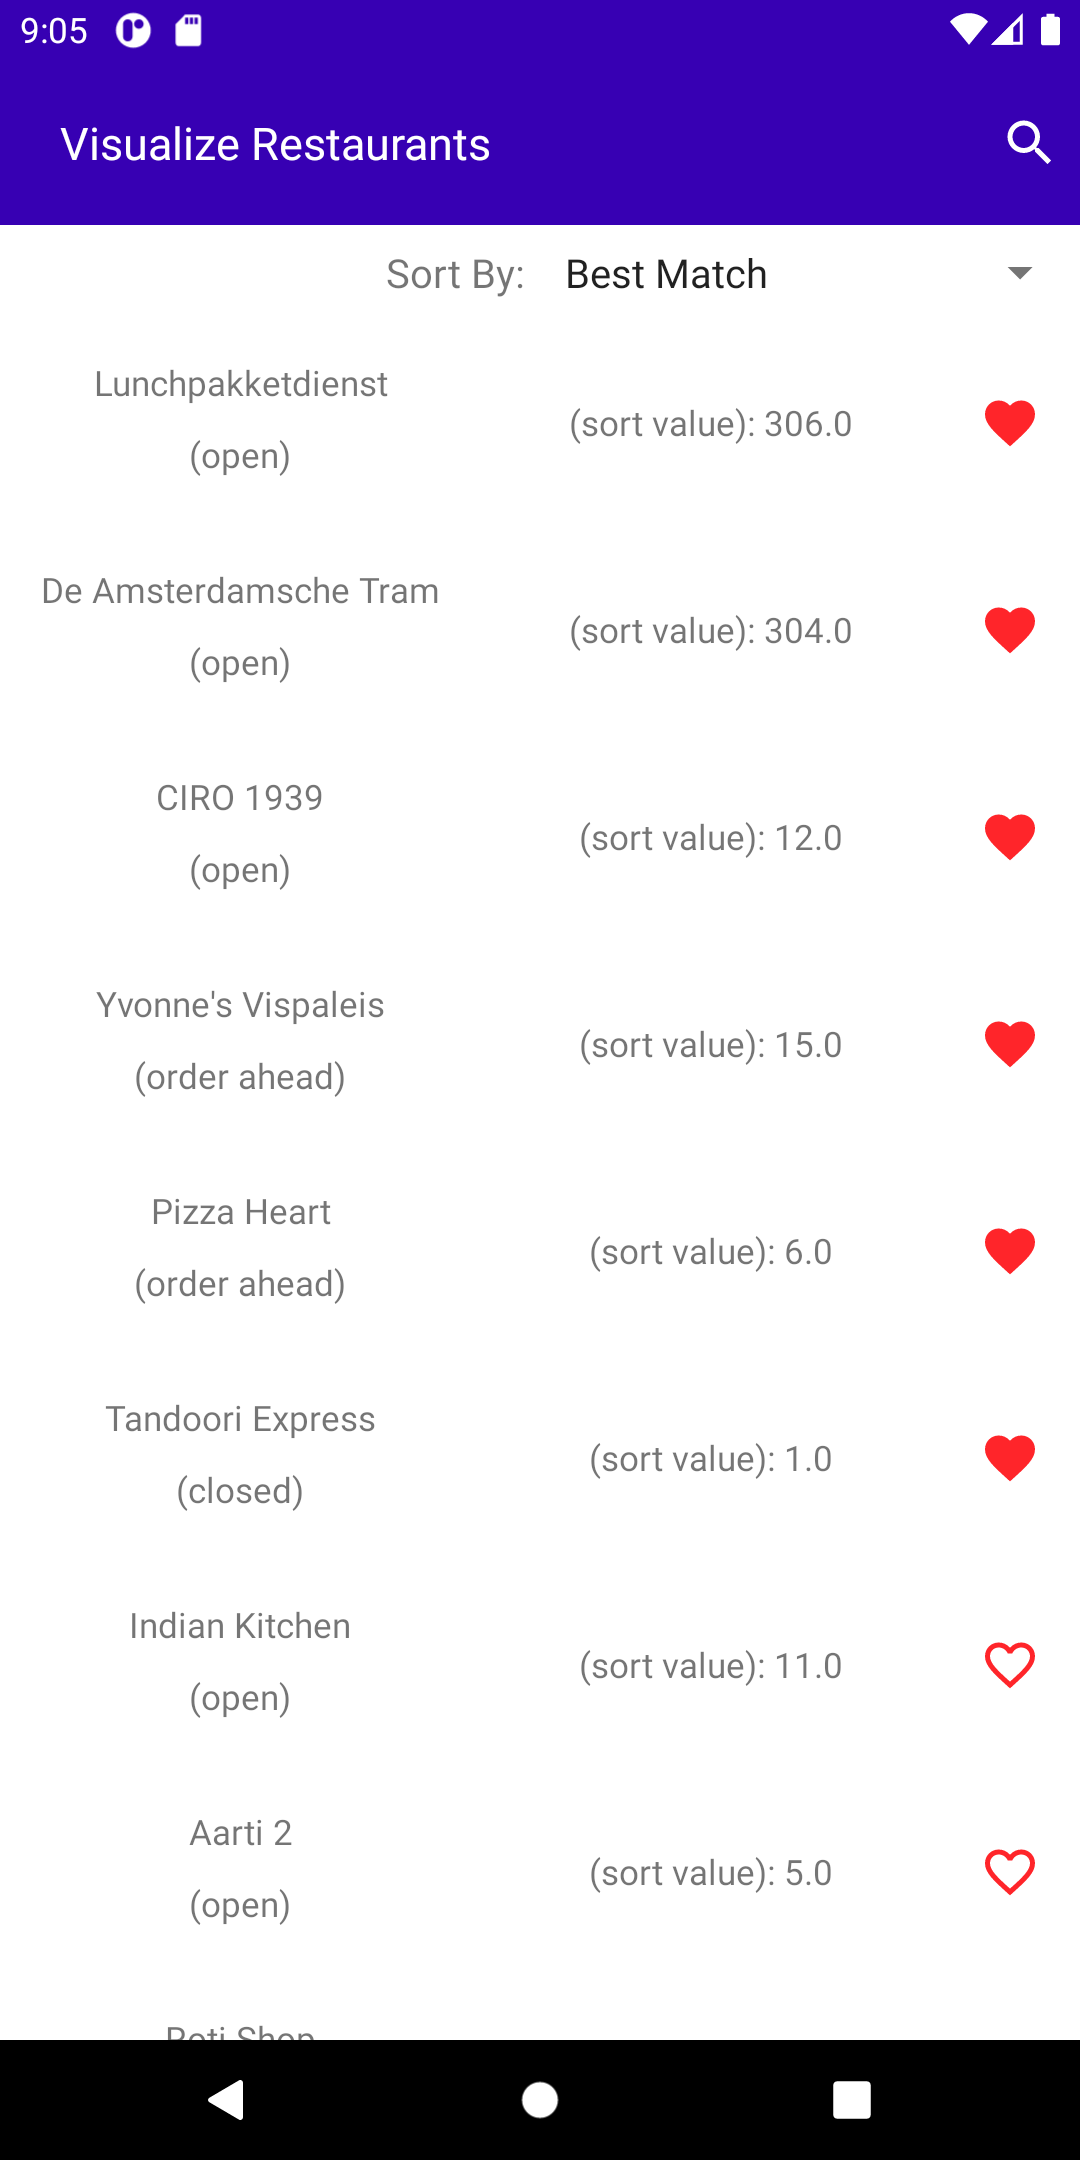 9:05
Visualize Restaurants
Sort By: Best Match
Lunchpakketdienst
(open)
(sort value): 306.0
De Amsterdamsche Tram
(open)
(sort value): 304.0
CIRO 1939
(open)
(sort value): 12.0
Yvonne's Vispaleis
(order ahead)
(sort value): 15.0
Pizza Heart
(order ahead)
(sort value): 6.0
Tandoori Express
(closed)
(sort value): 1.0
Indian Kitchen
(open)
(sort value): 11.0
Aarti 2
(open)
(sort value): 5.0
Roti Shop